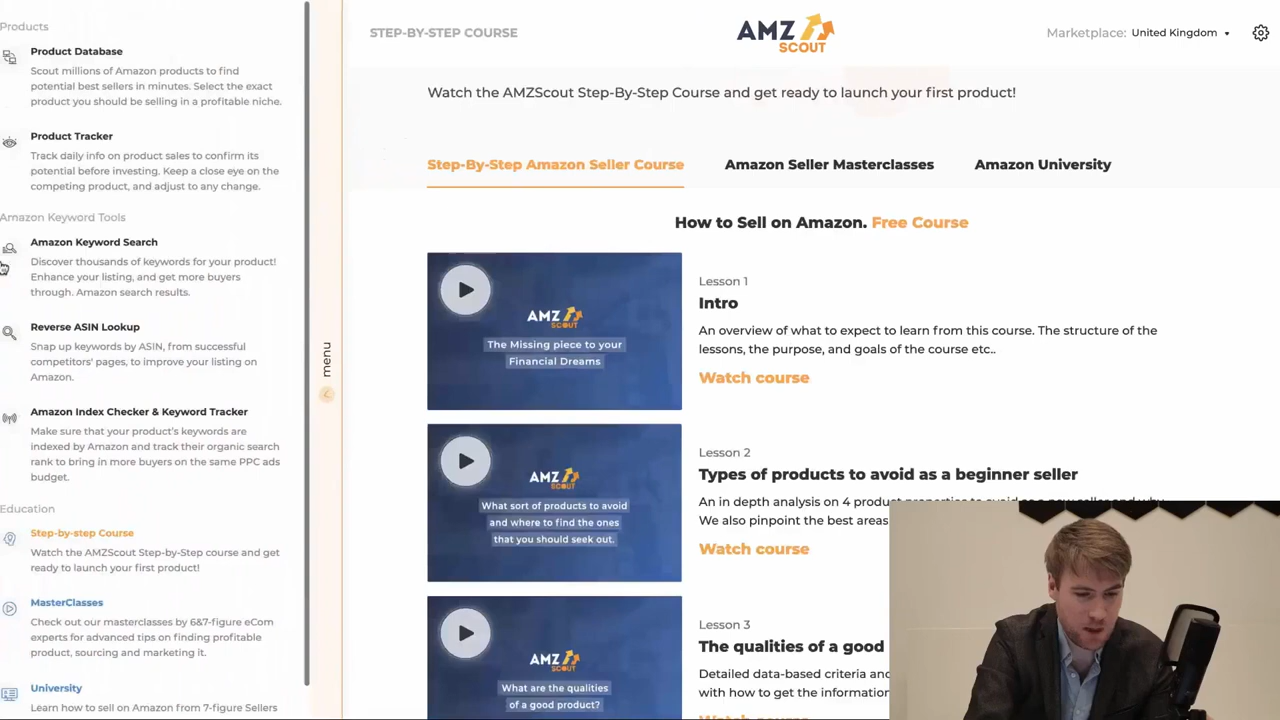 Products
Product Database
Scout millions of Amazon products to find
potential best sellers in minutes. Select the exact
product you should be selling in a profitable niche.
Product Tracker
Track daily info on product sales to confirm its
potential before investing. Keep a close eye on the
competing product, and adjust to any change.
Amazon Keyword Tools
Amazon Keyword Search
Discover thousands of keywords for your product!
Enhance your listing, and get more buyers
through. Amazon search results.
Reverse ASIN Lookup
Snap up keywords by ASIN, from successful
competitors' pages, to improve your listing on
Amazon.
Amazon Index Checker & Keyword Tracker
Make sure that your product's keywords are
indexed by Amazon and track their organic search
rank to bring in more buyers on the same PPC ads
budget.
Education
Step-by-step Course
Watch the AMZScout Step-by-Step course and get
ready to launch your first product!
MasterClasses
Check out our masterclasses by 6&7-figure eCom
experts for advanced tips on finding profitable
product, sourcing and marketing it.
University
Learn how to sell on Amazon from 7-figure Sellers
menu
STEP-BY-STEP COURSE
AMZ
SCOUT
Marketplace: United Kingdom
Watch the AMZScout Step-By-Step Course and get ready to launch your first product!
Step-By-Step Amazon Seller Course
Amazon Seller Masterclasses
Amazon University
How to Sell on Amazon. Free Course
AMZ
SCOUT
The Missing piece to your
Financial Dreams
Lesson 1
Intro
An overview of what to expect to learn from this course. The structure of the
lessons, the purpose, and goals of the course etc..
Watch course
AMZ
SCOUT
What sort of products to avoid
and where to find the ones
that you should seek out.
Lesson 2
Types of products to avoid as a beginner seller
An in depth analysis on 4 product
We also pinpoint the best areas
Watch course
AMZ
SCOUT
What are the qualities
of a good product?
Lesson 3
The qualities of a good
Detailed data-based criteria and
with how to get the information